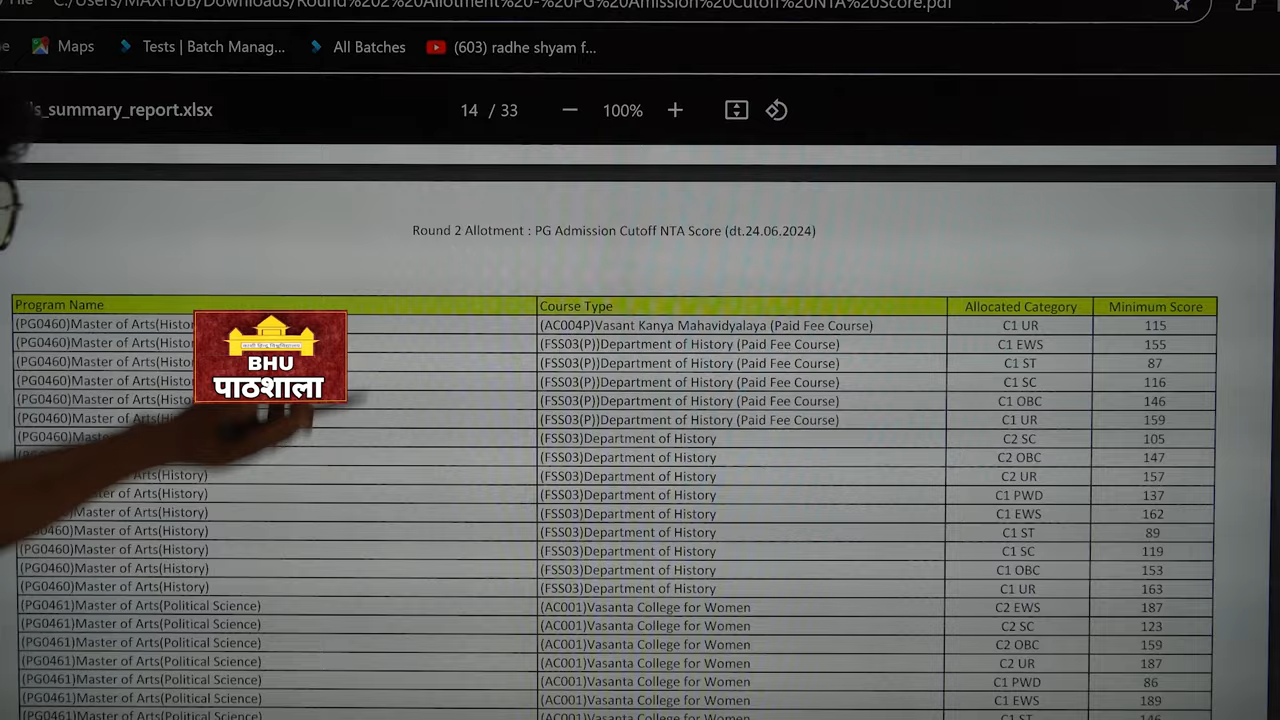 File C:/Users/MAXHUB/Downloads/Round%202%20Allotment%20-%20PG%20Amission%20Cutoff%20NTA%20Score.pdf
Maps Tests | Batch Manag... All Batches (603) radhe shyam f...
s_summary_report.xlsx 14 / 33 100%
Round 2 Allotment : PG Admission Cutoff NTA Score (dt.24.06.2024)
Program Name Course Type Allocated Category Minimum Score
(PG0460)Master of Arts(Histor (AC004P)Vasant Kanya Mahavidyalaya (Paid Fee Course) C1 UR 115
(PG0460)Master of Arts(Histor (FSS03(P))Department of History (Paid Fee Course) C1 EWS 155
(PG0460)Master of Arts(Histor (FSS03(P))Department of History (Paid Fee Course) C1 ST 87
(PG0460)Master of Arts(Histor (FSS03(P))Department of History (Paid Fee Course) C1 SC 116
(PG0460)Master of Arts(Histor (FSS03(P))Department of History (Paid Fee Course) C1 OBC 146
(PG0460)Master of Arts(Hi (FSS03(P))Department of History (Paid Fee Course) C1 UR 159
(PG0460)Maste (FSS03)Department of History C2 SC 105
(FSS03)Department of History C2 OBC 147
Arts(History) (FSS03)Department of History C2 UR 157
ter of Arts(History) (FSS03)Department of History C1 PWD 137
Master of Arts(History) (FSS03)Department of History C1 EWS 162
(PG0460)Master of Arts(History) (FSS03)Department of History C1 ST 89
(PG0460)Master of Arts(History) (FSS03)Department of History C1 SC 119
(PG0460)Master of Arts(History) (FSS03)Department of History C1 OBC 153
(PG0460)Master of Arts(History) (FSS03)Department of History C1 UR 163
(PG0461)Master of Arts(Political Science) (AC001)Vasanta College for Women C2 EWS 187
(PG0461)Master of Arts(Political Science) (AC001)Vasanta College for Women C2 SC 123
(PG0461)Master of Arts(Political Science) (AC001)Vasanta College for Women C2 OBC 159
(PG0461)Master of Arts(Political Science) (AC001)Vasanta College for Women C2 UR 187
(PG0461)Master of Arts(Political Science) (AC001)Vasanta College for Women C1 PWD 86
(PG0461)Master of Arts(Political Science) (AC001)Vasanta College for Women C1 EWS 189
(PG0461)Master of Arts(Political Science) (AC001)Vasanta College for Women C1 ST 146
काशी हिन्दू विश्वविद्यालय
BHU
पाठशाला